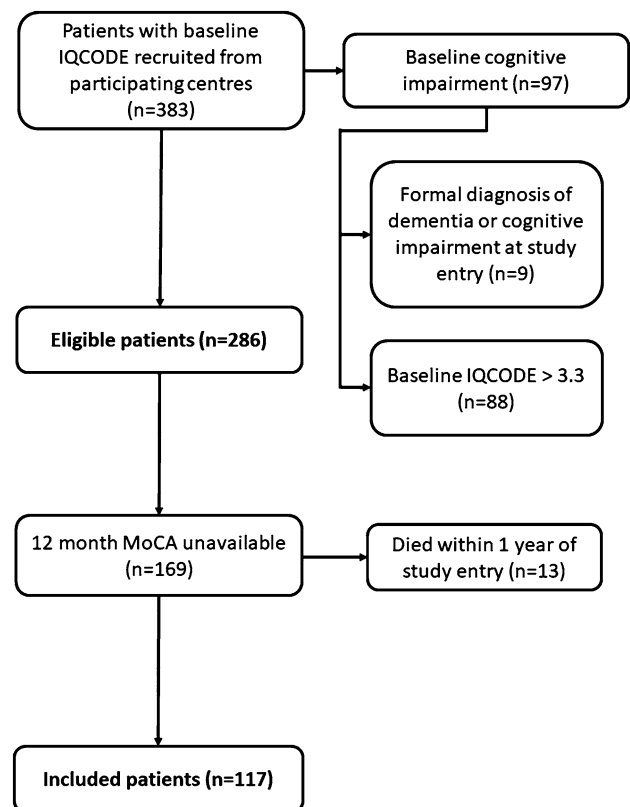 Patients with baseline
IQCODE recruited from
participating centres
(n=383)
Baseline cognitive
impairment (n=97)
Formal diagnosis of
dementia or cognitive
impairment at study
entry (n=9)
Eligible patients (n=286)
Baseline IQCODE > 3.3
(n=88)
12 month MoCA unavailable
(n=169)
Died within 1 year of
study entry (n=13)
Included patients (n=117)